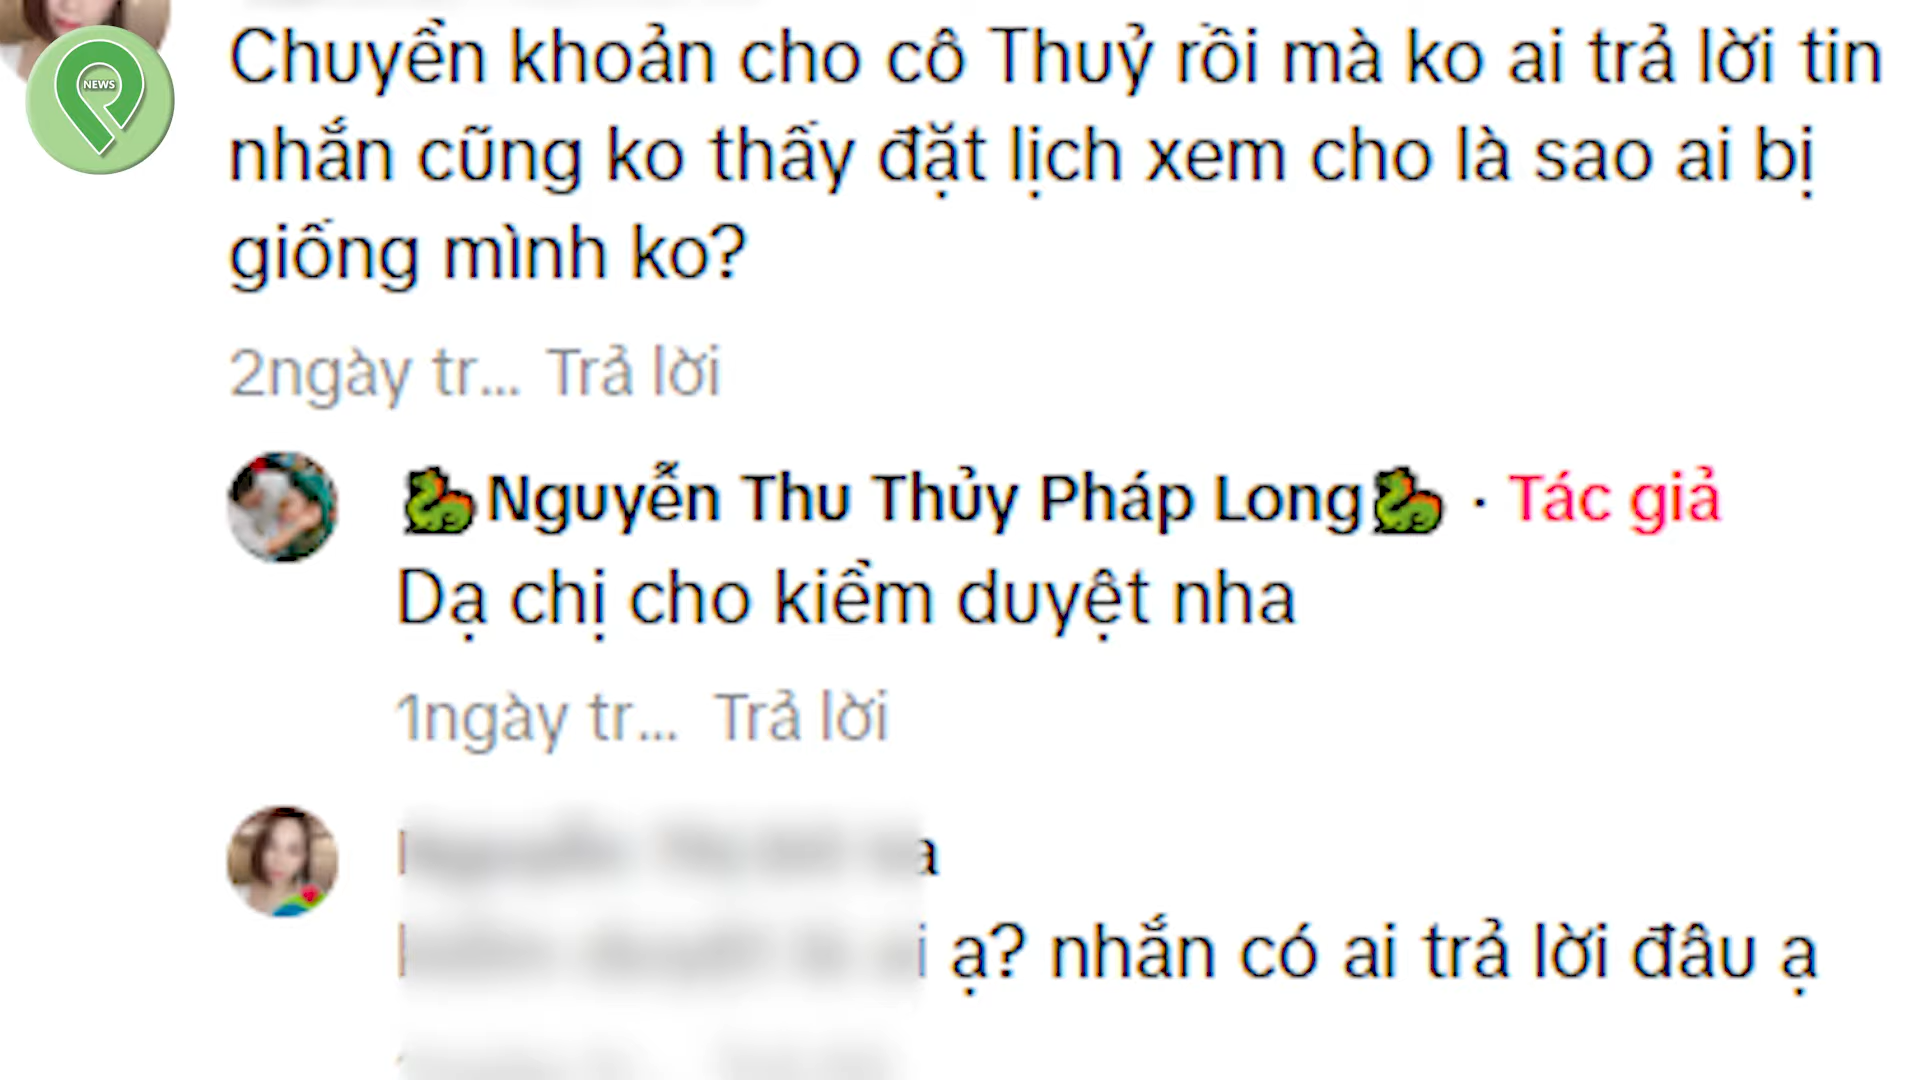 NEWS
Chuyển khoản cho cô Thuỷ rồi mà ko ai trả lời tin
nhắn cũng ko thấy đặt lịch xem cho là sao ai bị
giống mình ko?
2ngày tr... Trả lời
🐉Nguyễn Thu Thủy Pháp Long🐉 · Tác giả
Dạ chị cho kiểm duyệt nha
1ngày tr... Trả lời
ạ? nhắn có ai trả lời đâu ạ